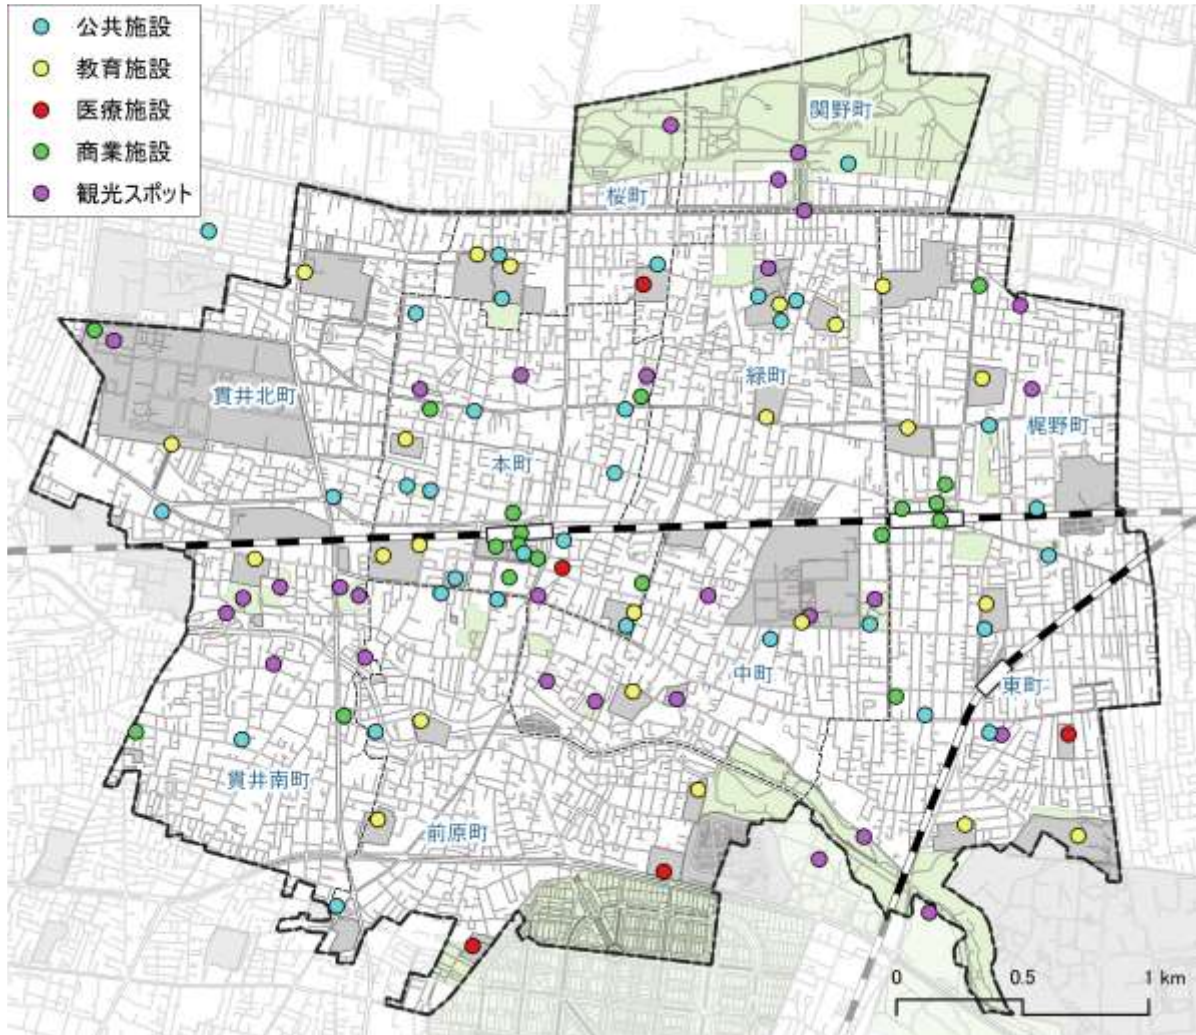 公共施設
教育施設
医療施設
商業施設
観光スポット
関野町
桜町
貫井北町
緑町
梶野町
本町
中町
東町
貫井南町
前原町
0 0.5 1 km